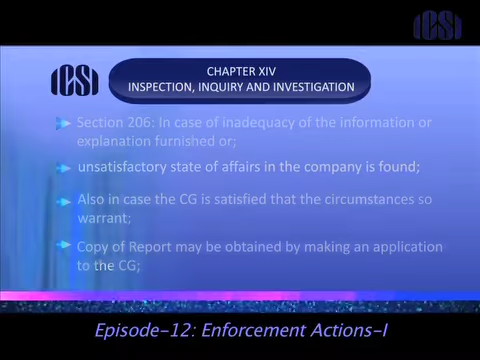 ICSI
CHAPTER XIV
INSPECTION, INQUIRY AND INVESTIGATION
ICSI
Section 206: In case of inadequacy of the information or
explanation furnished or;
unsatisfactory state of affairs in the company is found;
Also in case the CG is satisfied that the circumstances so
warrant;
Copy of Report may be obtained by making an application
to the CG;
Episode-12: Enforcement Actions-I